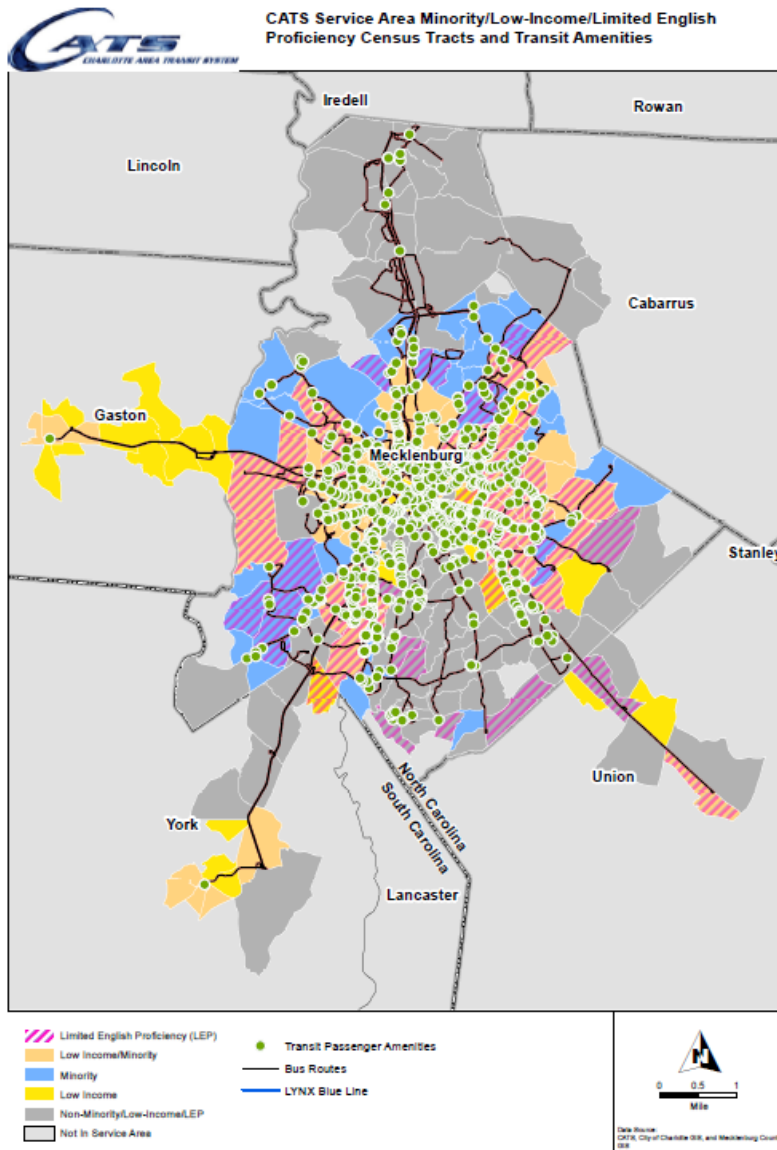 CATS
CHARLOTTE AREA TRANSIT SYSTEM
CATS Service Area Minority/Low-Income/Limited English
Proficiency Census Tracts and Transit Amenities
Iredell
Rowan
Lincoln
Cabarrus
Gaston
Mecklenburg
Stanley
Union
North Carolina
South Carolina
York
Lancaster
Limited English Proficiency (LEP)
Low Income/Minority
Minority
Low Income
Non-Minority/Low-Income/LEP
Not In Service Area
Transit Passenger Amenities
Bus Routes
LYNX Blue Line
N
0 0.5 1
Mile
Data Source:
CATS, City of Charlotte GIS, and Mecklenburg Coun
GIS